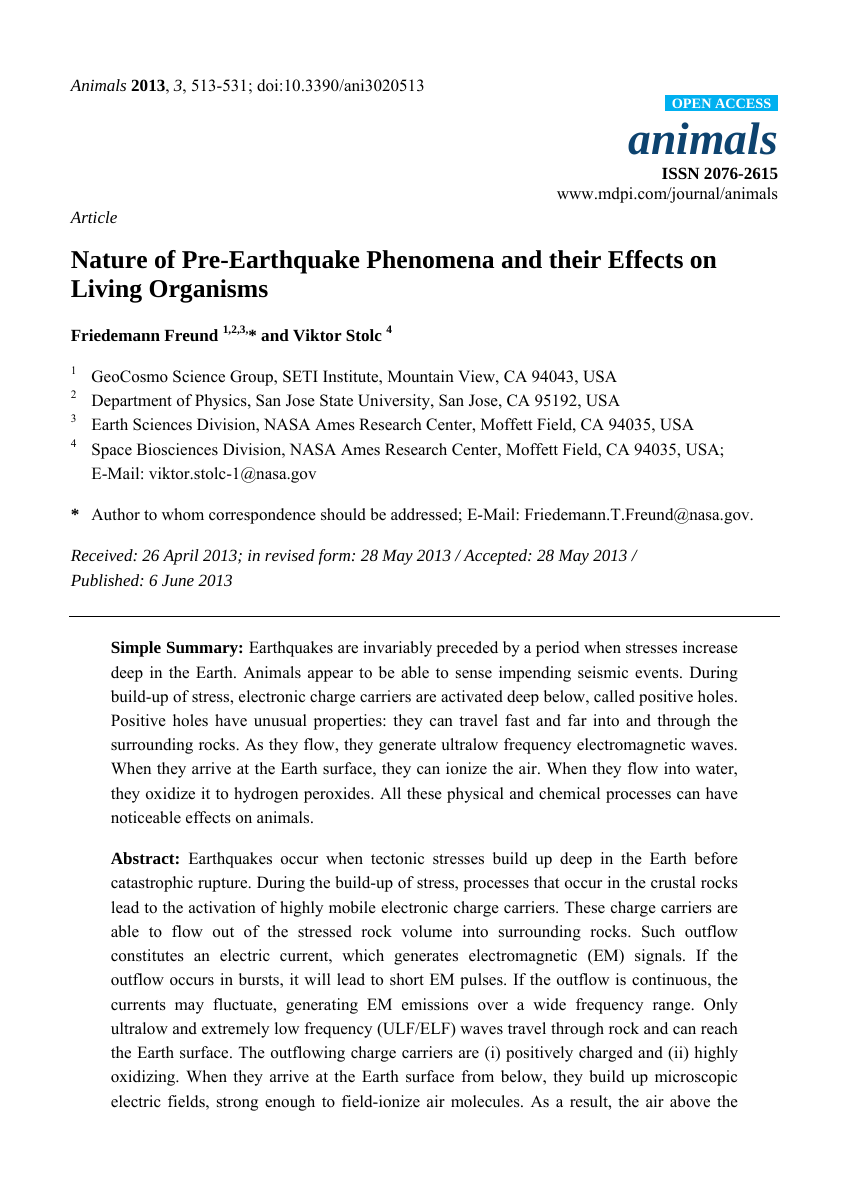 Animals 2013, 3, 513-531; doi:10.3390/ani3020513
OPEN ACCESS
animals
ISSN 2076-2615
www.mdpi.com/journal/animals
Article
Nature of Pre-Earthquake Phenomena and their Effects on
Living Organisms
Friedemann Freund 1,2,3,* and Viktor Stolc 4
1 GeoCosmo Science Group, SETI Institute, Mountain View, CA 94043, USA
2 Department of Physics, San Jose State University, San Jose, CA 95192, USA
3 Earth Sciences Division, NASA Ames Research Center, Moffett Field, CA 94035, USA
4 Space Biosciences Division, NASA Ames Research Center, Moffett Field, CA 94035, USA;
E-Mail: viktor.stolc-1@nasa.gov
* Author to whom correspondence should be addressed; E-Mail: Friedemann.T.Freund@nasa.gov.
Received: 26 April 2013; in revised form: 28 May 2013 / Accepted: 28 May 2013 /
Published: 6 June 2013
Simple Summary: Earthquakes are invariably preceded by a period when stresses increase
deep in the Earth. Animals appear to be able to sense impending seismic events. During
build-up of stress, electronic charge carriers are activated deep below, called positive holes.
Positive holes have unusual properties: they can travel fast and far into and through the
surrounding rocks. As they flow, they generate ultralow frequency electromagnetic waves.
When they arrive at the Earth surface, they can ionize the air. When they flow into water,
they oxidize it to hydrogen peroxides. All these physical and chemical processes can have
noticeable effects on animals.
Abstract: Earthquakes occur when tectonic stresses build up deep in the Earth before
catastrophic rupture. During the build-up of stress, processes that occur in the crustal rocks
lead to the activation of highly mobile electronic charge carriers. These charge carriers are
able to flow out of the stressed rock volume into surrounding rocks. Such outflow
constitutes an electric current, which generates electromagnetic (EM) signals. If the
outflow occurs in bursts, it will lead to short EM pulses. If the outflow is continuous, the
currents may fluctuate, generating EM emissions over a wide frequency range. Only
ultralow and extremely low frequency (ULF/ELF) waves travel through rock and can reach
the Earth surface. The outflowing charge carriers are (i) positively charged and (ii) highly
oxidizing. When they arrive at the Earth surface from below, they build up microscopic
electric fields, strong enough to field-ionize air molecules. As a result, the air above the